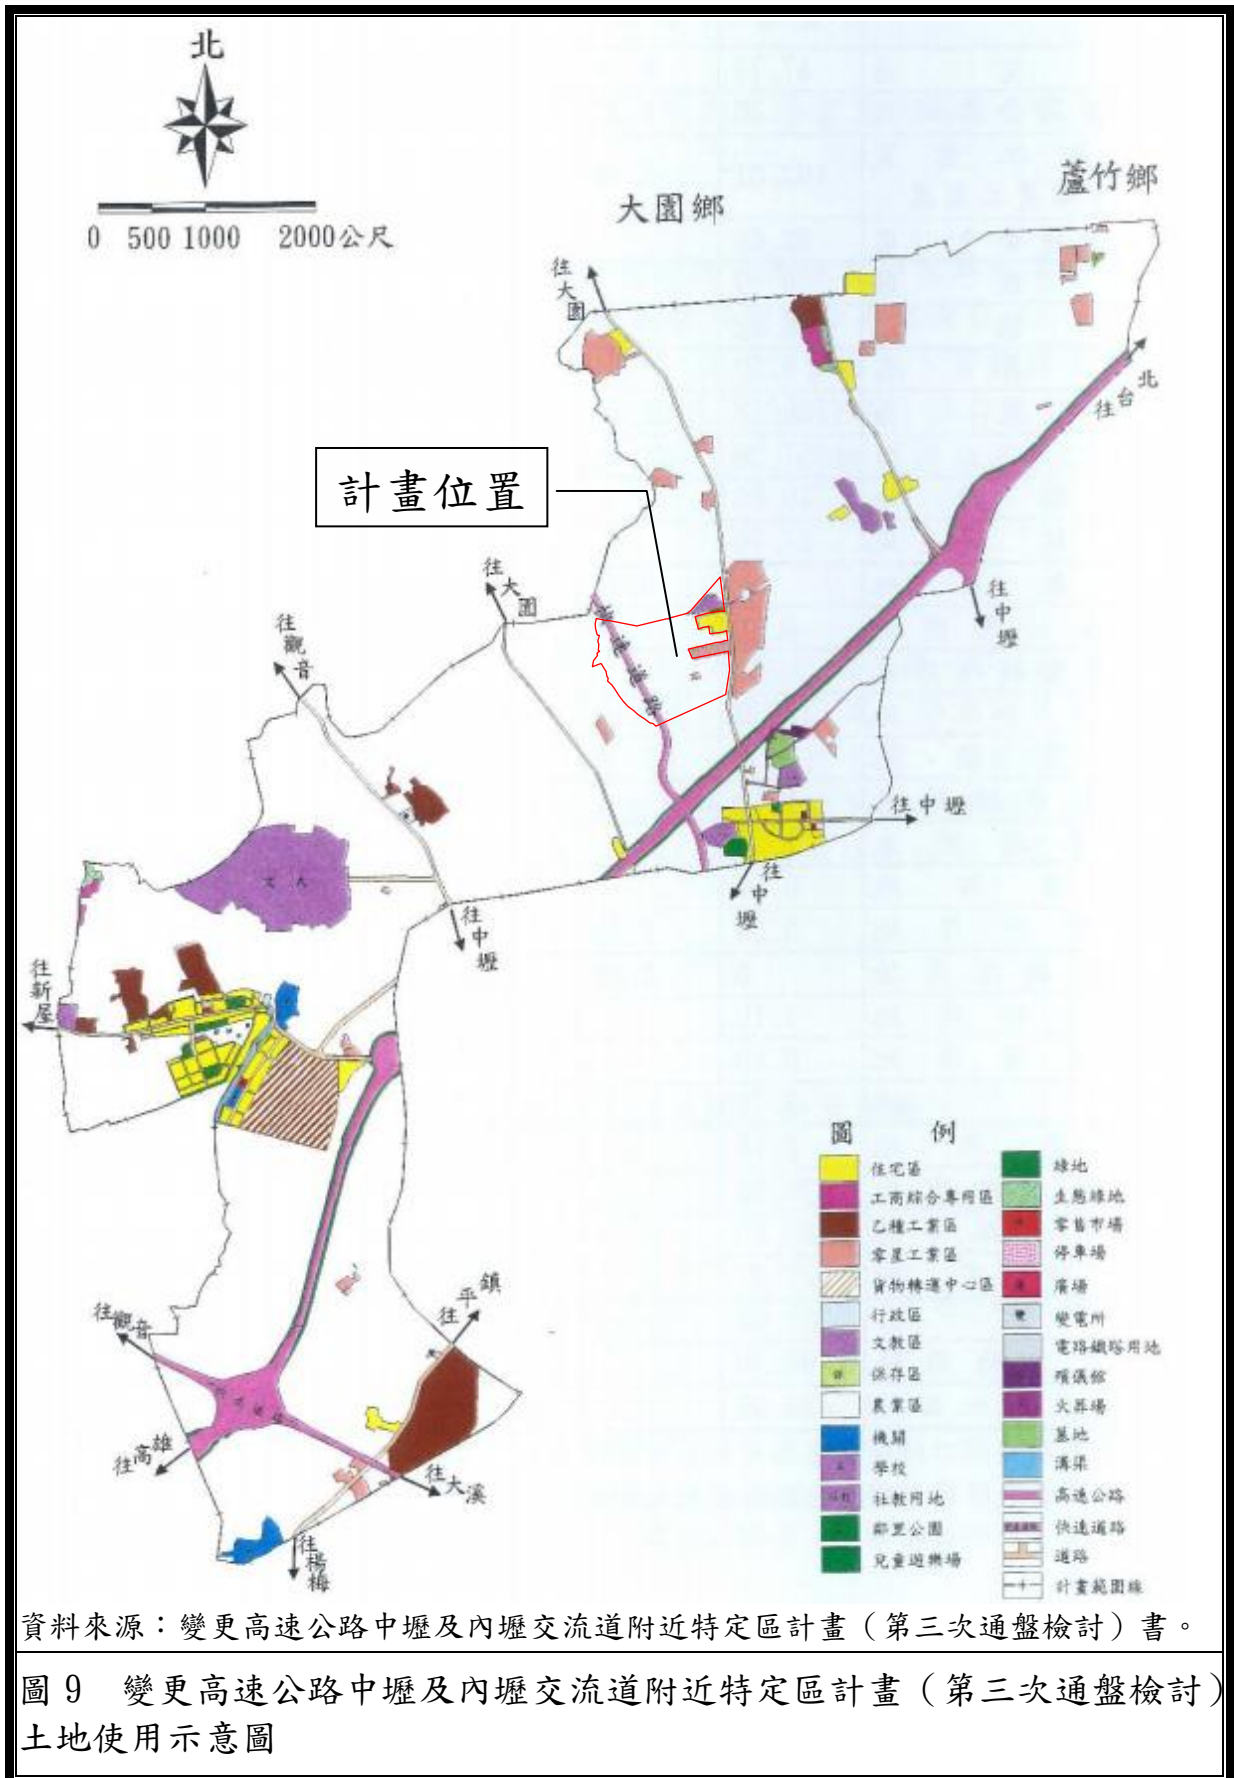 北
0 500 1000 2000公尺
大園鄉
蘆竹鄉
往大園
往台北
計畫位置
往大園
往觀音
往中壢
快速道路
往中壢
往中壢
往中壢
文大
往新屋
往平鎮
往觀音
往高雄
往大溪
往楊梅
圖例
住宅區
工商綜合專用區
乙種工業區
零星工業區
貨物轉運中心區
行政區
文教區
保存區
農業區
機關
學校
社教用地
鄰里公園
兒童遊樂場
綠地
生態綠地
零售市場
停車場
廣場
變電所
電路鐵塔用地
殯儀館
火葬場
墓地
溝渠
高速公路
快速道路
道路
計畫範圍線
資料來源：變更高速公路中壢及內壢交流道附近特定區計畫（第三次通盤檢討）書。
圖 9　變更高速公路中壢及內壢交流道附近特定區計畫（第三次通盤檢討）
土地使用示意圖